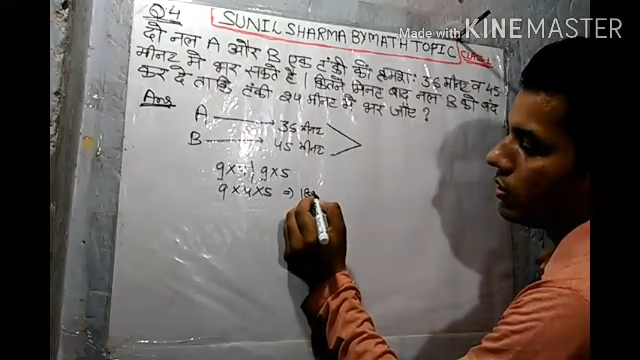 Made with KINEMASTER
SUNIL SHARMA BY MATH TOPIC
Q4
दो नल A और B एक टंकी को क्रमशः 36 मीनट व 45
मीनट में भर सकते है। कितने मिनट बाद नल B को बंद
कर दे ताकि टंकी 24 मीनट में भर जाए ?
Ans
A → 36 मीनट
B → 45 मीनट
9×4 | 9×5
9×4×5 ⇒ 180